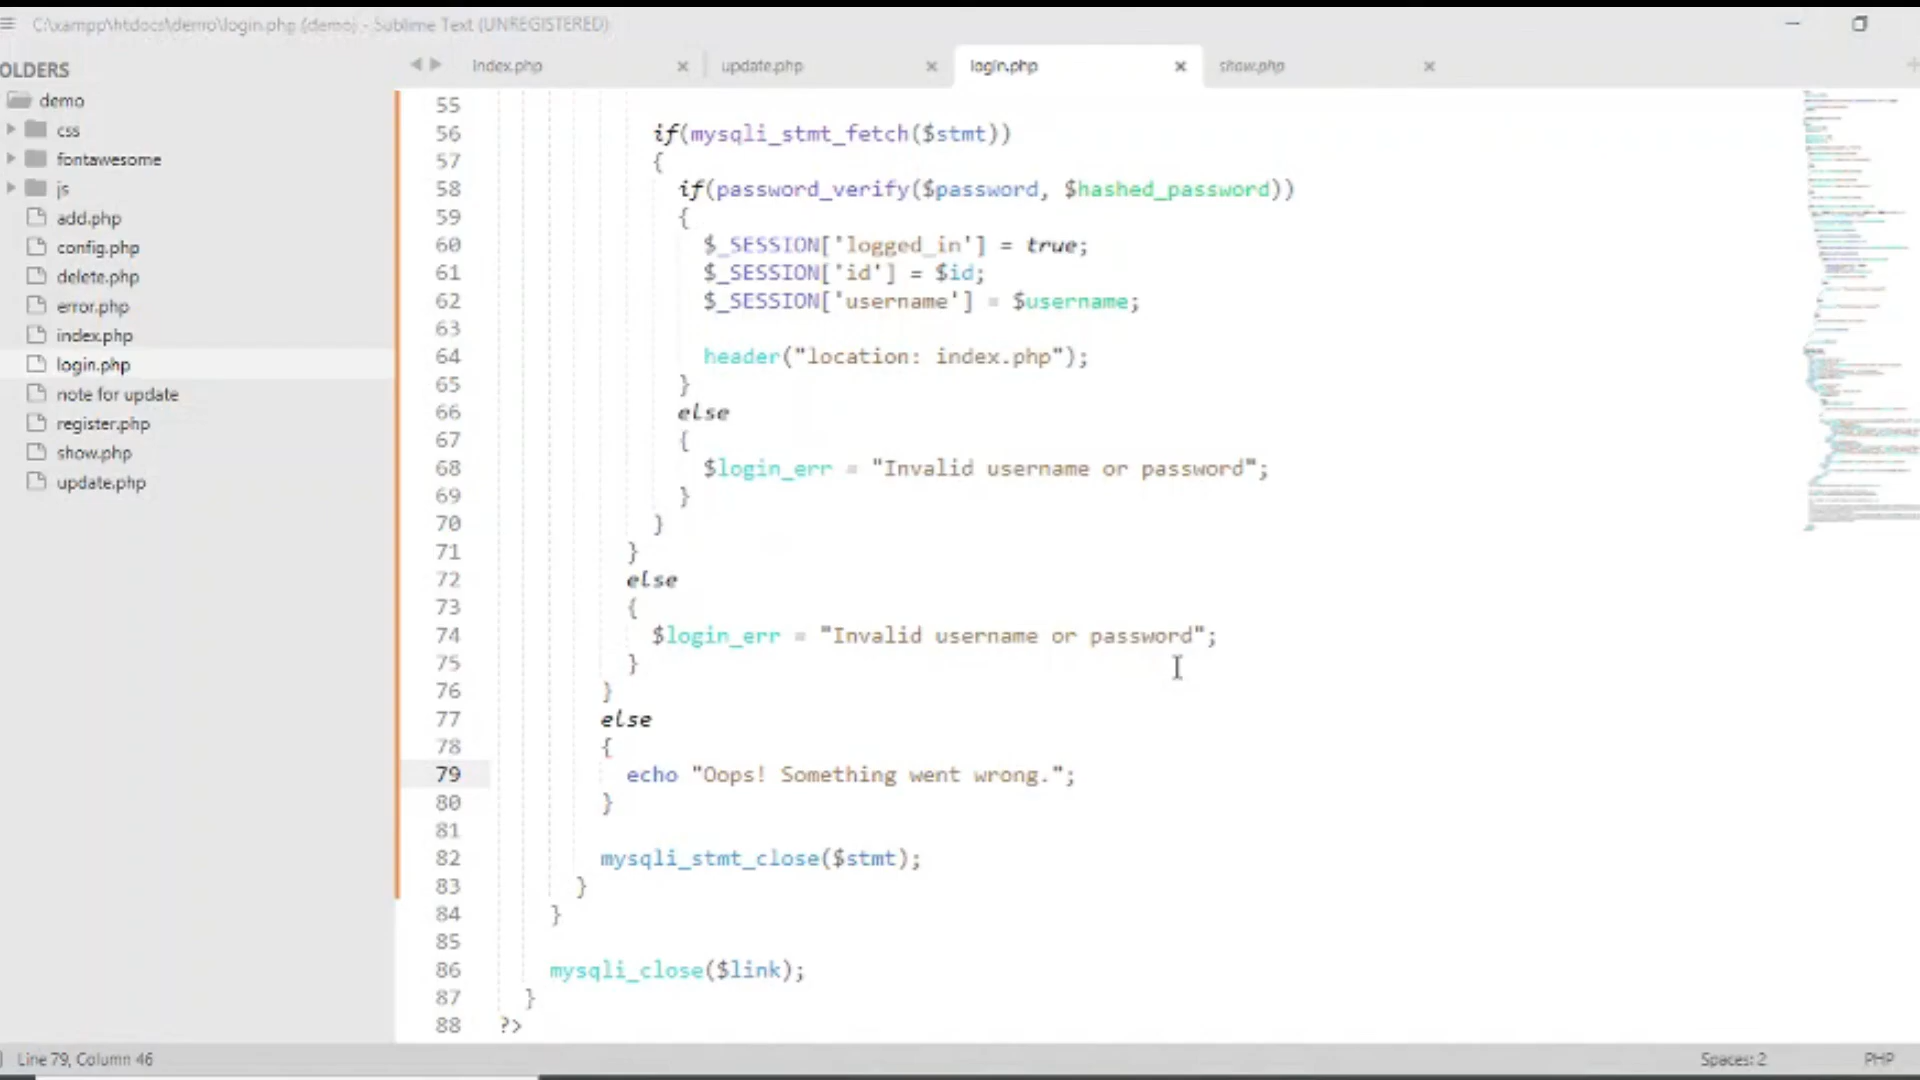 C:\xampp\htdocs\demo\login.php (demo) - Sublime Text (UNREGISTERED)
OLDERS
demo
css
fontawesome
js
add.php
config.php
delete.php
error.php
index.php
login.php
note for update
register.php
show.php
update.php
index.php update.php login.php show.php
55
56 if(mysqli_stmt_fetch($stmt))
57 {
58 if(password_verify($password, $hashed_password))
59 {
60 $_SESSION['logged_in'] = true;
61 $_SESSION['id'] = $id;
62 $_SESSION['username'] = $username;
63
64 header("location: index.php");
65 }
66 else
67 {
68 $login_err = "Invalid username or password";
69 }
70 }
71 }
72 else
73 {
74 $login_err = "Invalid username or password";
75 }
76 }
77 else
78 {
79 echo "Oops! Something went wrong.";
80 }
81
82 mysqli_stmt_close($stmt);
83 }
84 }
85
86 mysqli_close($link);
87 }
88 ?>
Line 79, Column 46 Spaces: 2 PHP